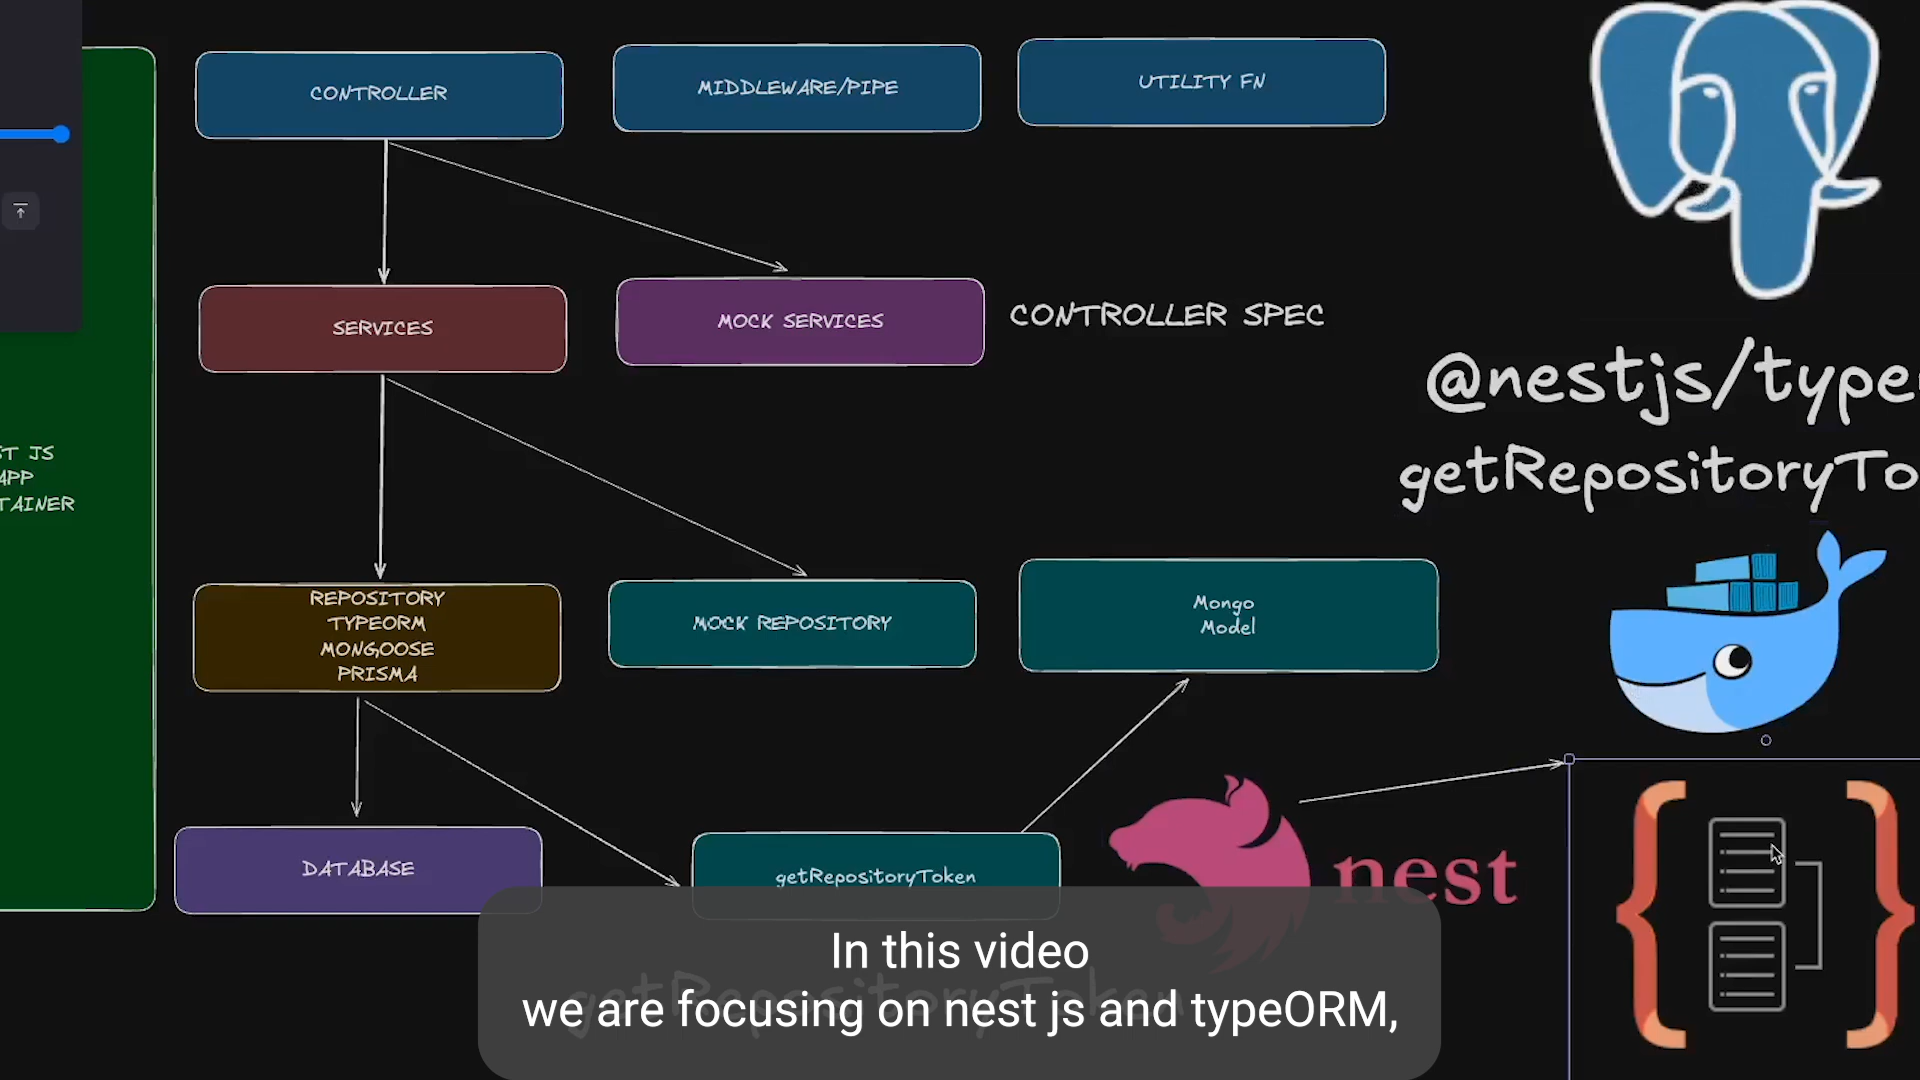 CONTROLLER
MIDDLEWARE/PIPE
UTILITY FN
SERVICES
MOCK SERVICES
CONTROLLER SPEC
@nestjs/type
getRepositoryTo
ST JS
APP
TAINER
REPOSITORY
TYPEORM
MONGOOSE
PRISMA
MOCK REPOSITORY
Mongo
Model
DATABASE
getRepositoryToken
nest
getRepositoryToken
In this video
we are focusing on nest js and typeORM,